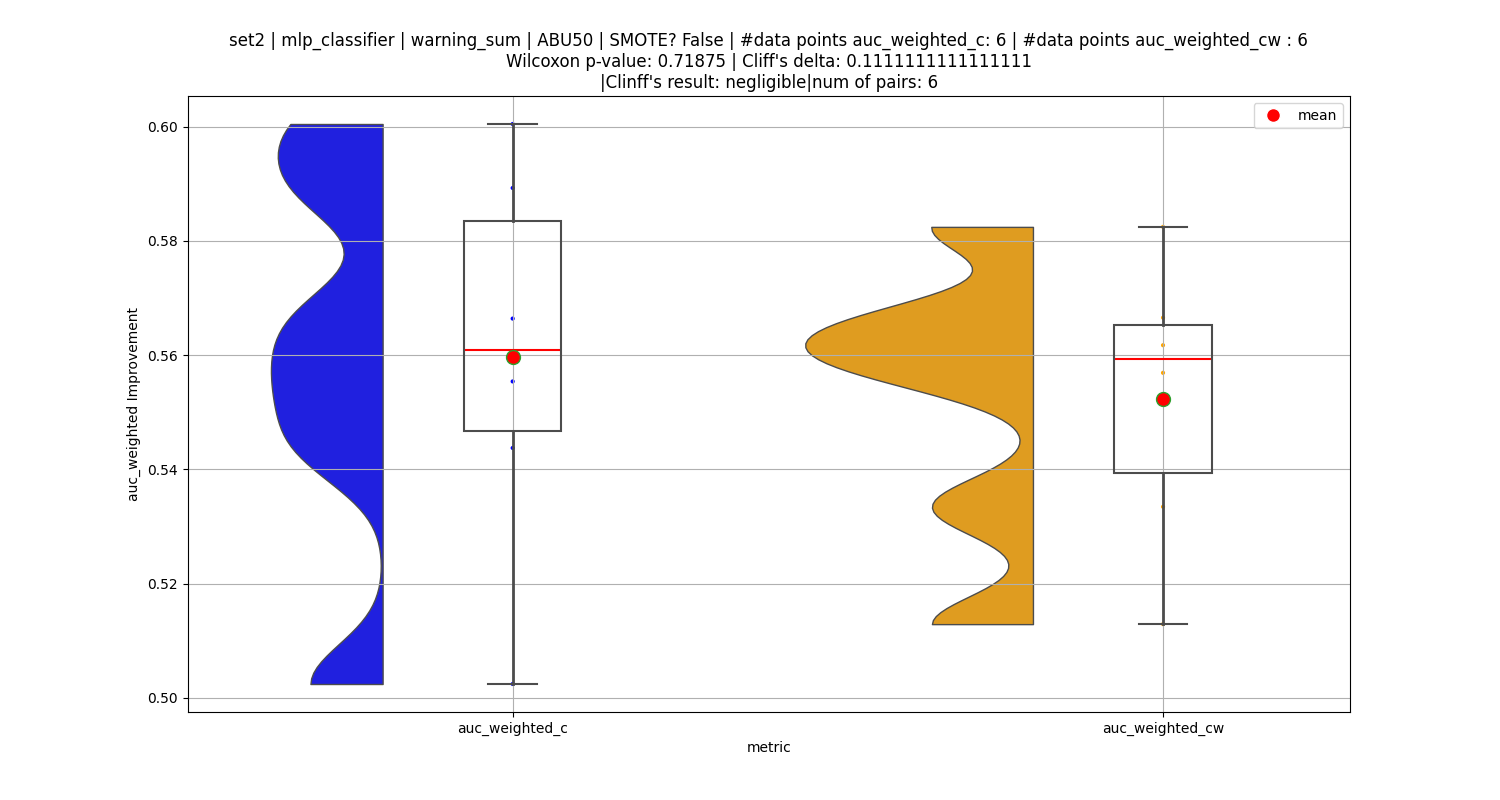 set2 | mlp_classifier | warning_sum | ABU50 | SMOTE? False | #data points auc_weighted_c: 6 | #data points auc_weighted_cw : 6
Wilcoxon p-value: 0.71875 | Cliff's delta: 0.1111111111111111
|Clinff's result: negligible|num of pairs: 6
mean
0.60
0.58
0.56
0.54
0.52
0.50
auc_weighted Improvement
auc_weighted_c
auc_weighted_cw
metric